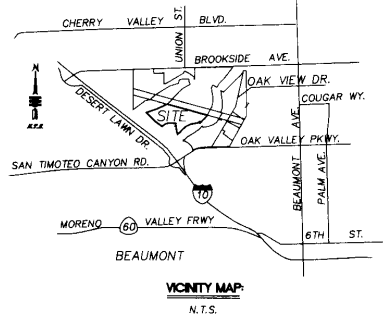 CHERRY VALLEY BLVD.
UNION ST.
BROOKSIDE AVE.
OAK VIEW DR.
COUGAR WY.
DESERT LAWN DR.
SITE
N.T.S.
OAK VALLEY PKWY.
SAN TIMOTEO CANYON RD.
BEAUMONT AVE
PALM AVE.
10
MORENO 60 VALLEY FRWY
6TH ST.
BEAUMONT
VICINITY MAP:
N.T.S.